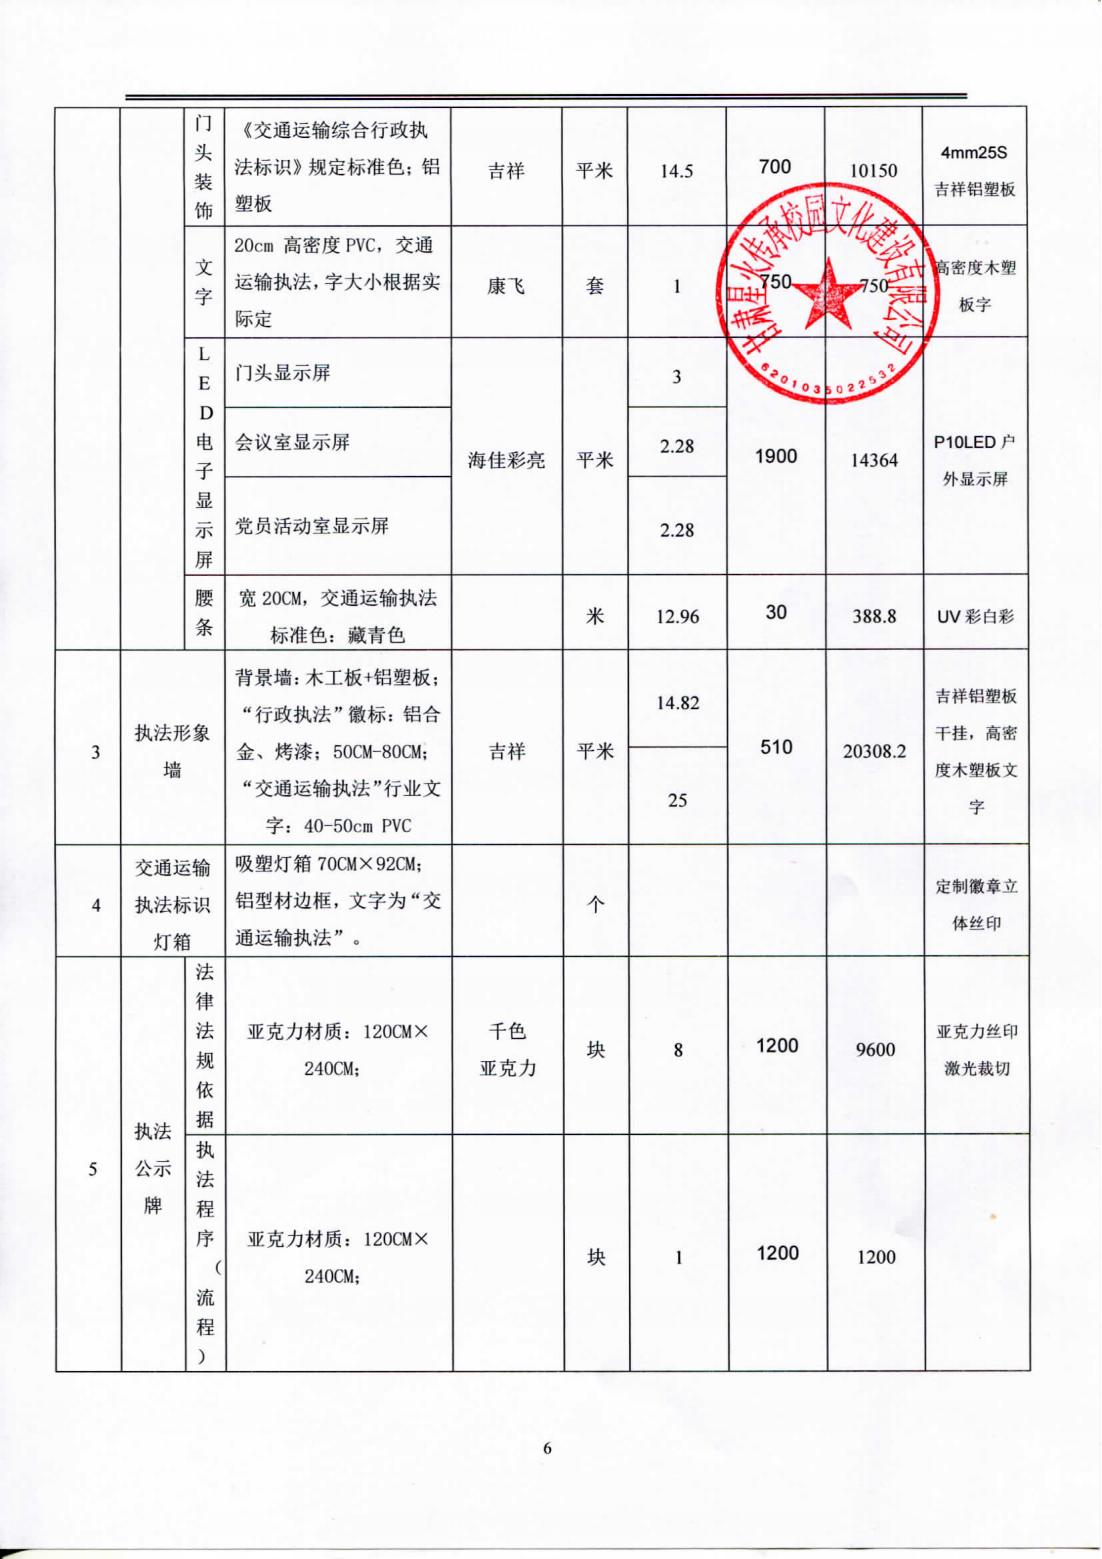 门
头
装
饰
《交通运输综合行政执
法标识》规定标准色；铝
塑板
吉祥
平米
14.5
700
10150
4mm25S
吉祥铝塑板
文
字
20cm 高密度 PVC，交通
运输执法，字大小根据实
际定
康飞
套
1
750
750
高密度木塑
板字
甘肃星火传承校园文化建设有限公司
6201035022532
L
E
D
电
子
显
示
屏
门头显示屏
会议室显示屏
党员活动室显示屏
海佳彩亮
平米
3
2.28
2.28
1900
14364
P10LED 户
外显示屏
腰
条
宽 20CM，交通运输执法
标准色：藏青色
米
12.96
30
388.8
UV 彩白彩
3
执法形象
墙
背景墙：木工板+铝塑板；
“行政执法”徽标：铝合
金、烤漆；50CM-80CM；
“交通运输执法”行业文
字：40-50cm PVC
吉祥
平米
14.82
25
510
20308.2
吉祥铝塑板
干挂，高密
度木塑板文
字
4
交通运输
执法标识
灯箱
吸塑灯箱 70CM×92CM；
铝型材边框，文字为“交
通运输执法”。
个
定制徽章立
体丝印
5
执法
公示
牌
法
律
法
规
依
据
亚克力材质：120CM×
240CM；
千色
亚克力
块
8
1200
9600
亚克力丝印
激光裁切
执
法
程
序
（
流
程
）
亚克力材质：120CM×
240CM；
块
1
1200
1200
6